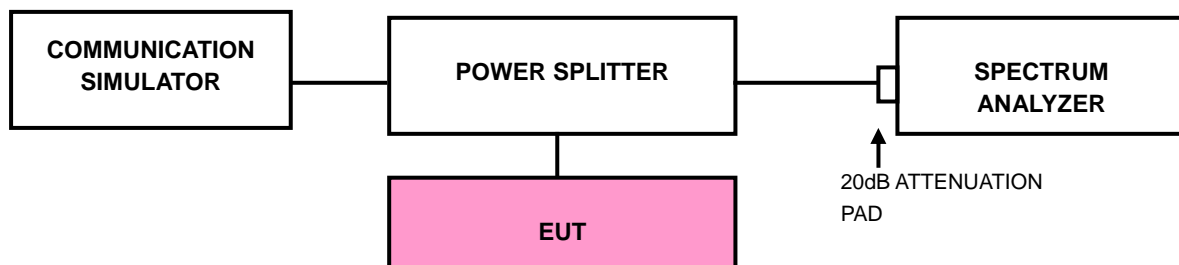 COMMUNICATION
SIMULATOR
POWER SPLITTER
SPECTRUM
ANALYZER
20dB ATTENUATION
PAD
EUT